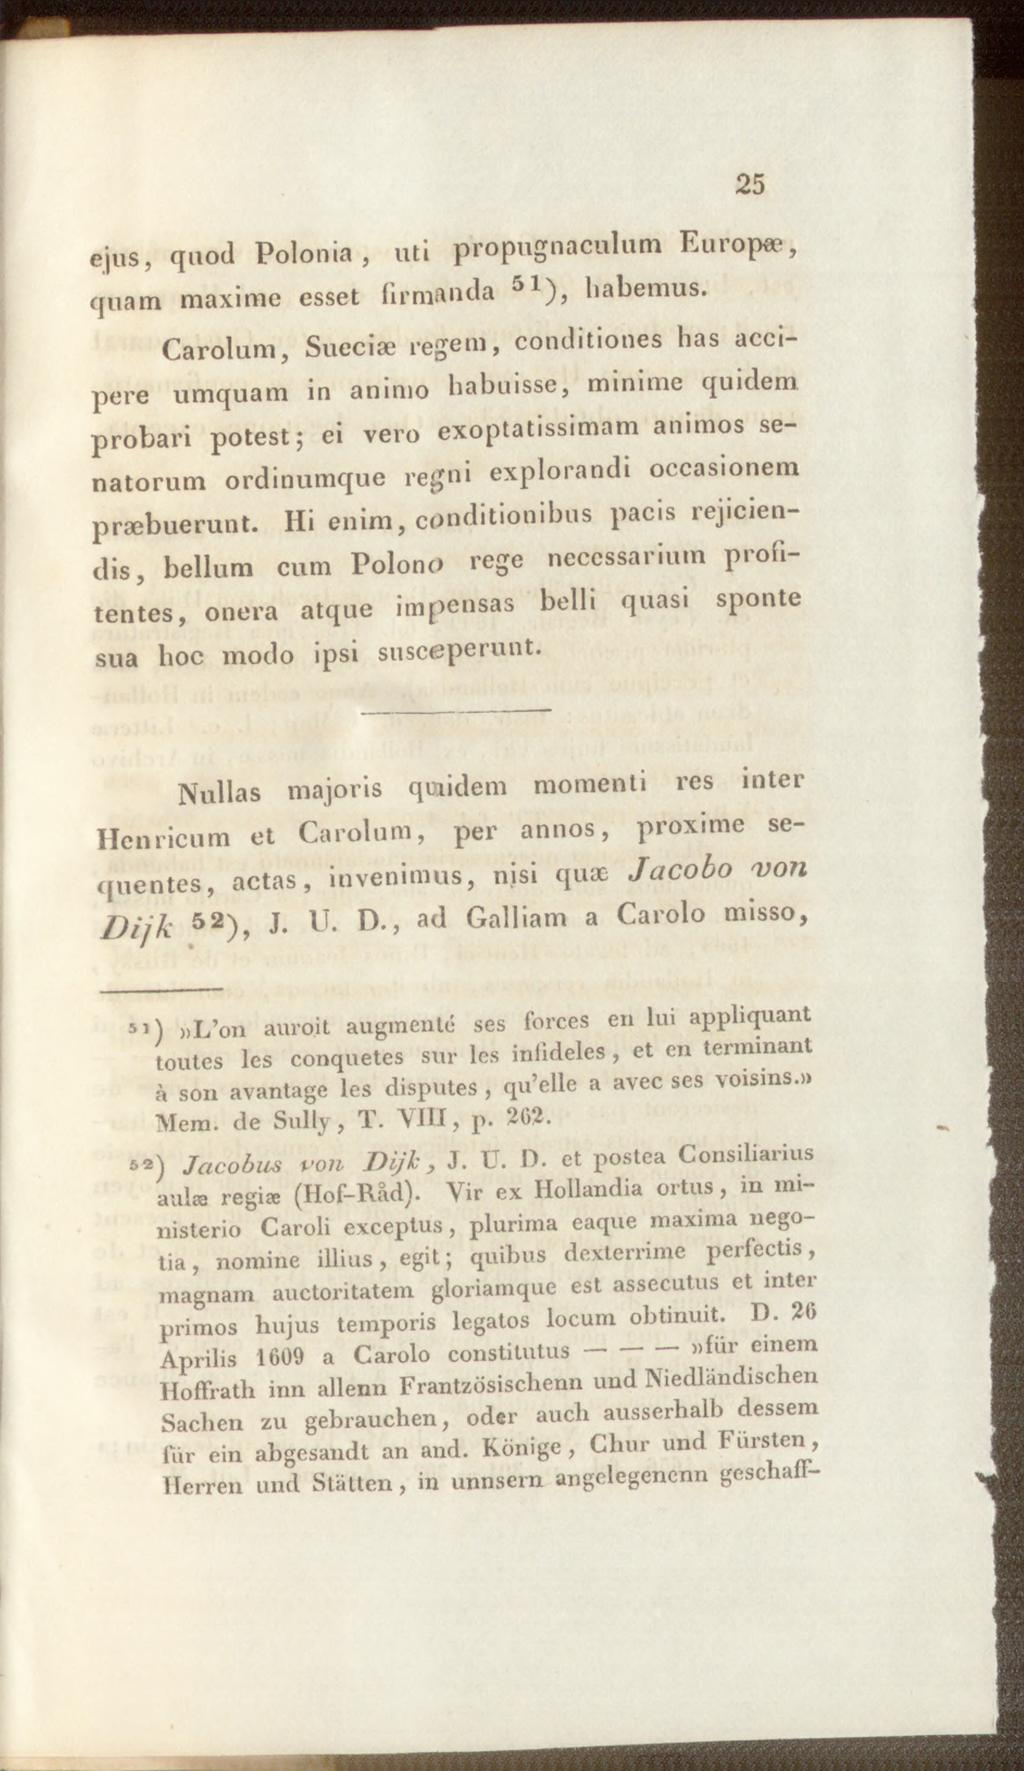 25
ejus, quod Polonia, uti propugnaculum Europæ,
quam maxime esset firmanda 51), habemus.
Carolum, Sueciæ regem, conditiones has acci-
pere umquam in animo habuisse, minime quidem
probari potest; ei vero exoptatissimam animos se-
natorum ordinumque regni explorandi occasionem
præbuerunt. Hi enim, conditionibus pacis rejicien-
dis, bellum cum Polono rege necessarium profi-
tentes, onera atque impensas belli quasi sponte
sua hoc modo ipsi susceperunt.
Nullas majoris quidem momenti res inter
Henricum et Carolum, per annos, proxime se-
quentes, actas, invenimus, nisi quæ Jacobo von
Dijk 52), J. U. D., ad Galliam a Carolo misso,
51) »L'on auroit augmenté ses forces en lui appliquant
toutes les conquetes sur les infideles, et en terminant
à son avantage les disputes, qu'elle a avec ses voisins.»
Mem. de Sully, T. VIII, p. 262.
52) Jacobus von Dijk, J. U. D. et postea Consiliarius
aulæ regiæ (Hof-Råd). Vir ex Hollandia ortus, in mi-
nisterio Caroli exceptus, plurima eaque maxima nego-
tia, nomine illius, egit; quibus dexterrime perfectis,
magnam auctoritatem gloriamque est assecutus et inter
primos hujus temporis legatos locum obtinuit. D. 26
Aprilis 1609 a Carolo constitutus — — — »für einem
Hoffrath inn allenn Frantzösischenn und Niedländischen
Sachen zu gebrauchen, oder auch ausserhalb dessem
für ein abgesandt an and. Könige, Chur und Fürsten,
Herren und Stätten, in unnsern angelegenenn geschaff-